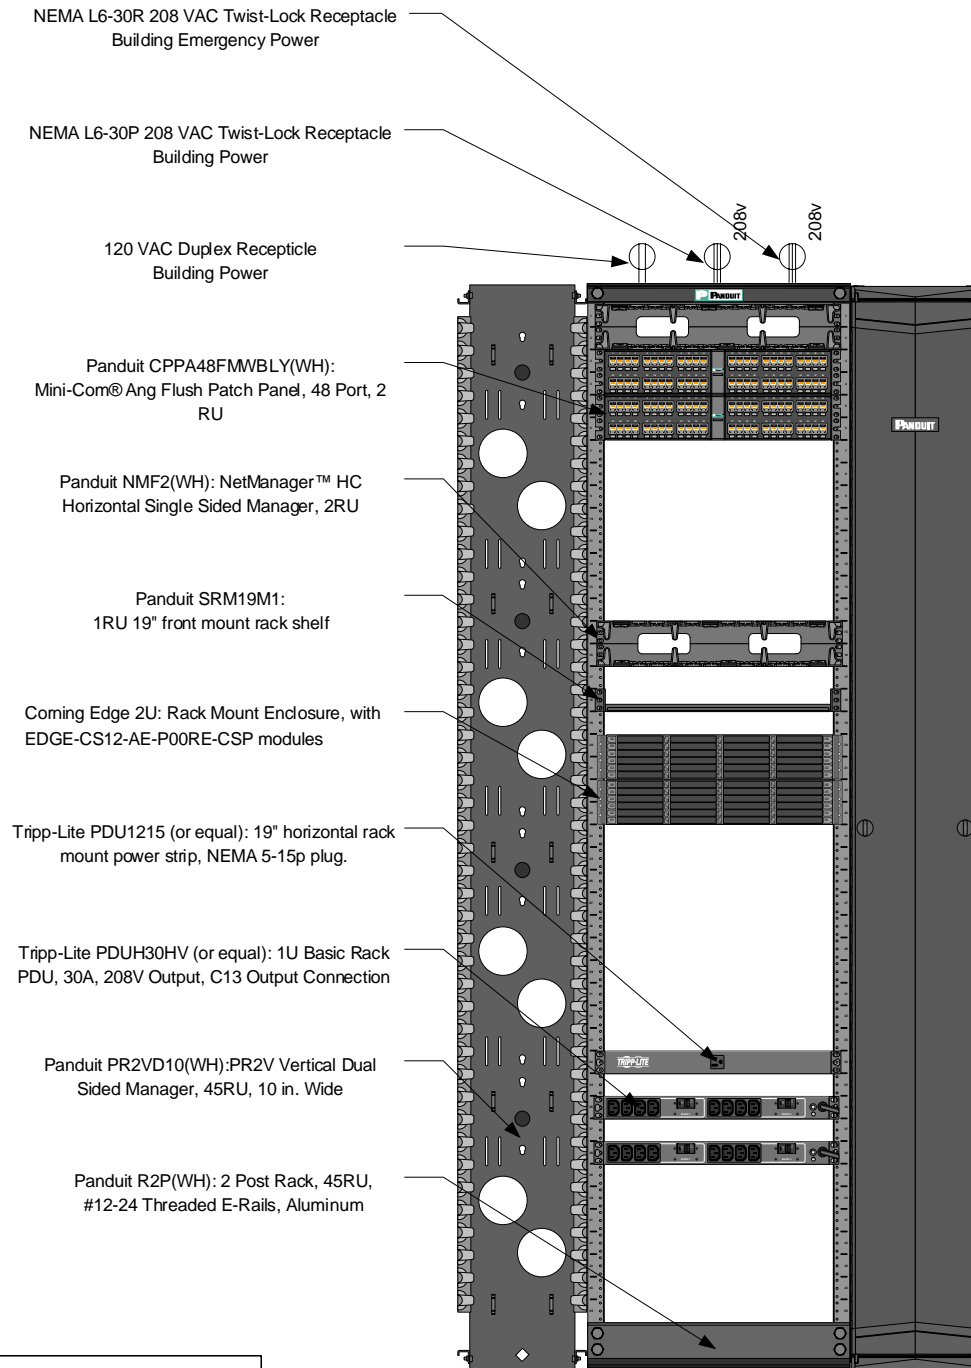 NEMA L6-30R 208 VAC Twist-Lock Receptacle
Building Emergency Power
NEMA L6-30P 208 VAC Twist-Lock Receptacle
Building Power
208v
208v
120 VAC Duplex Recepticle
Building Power
PANDUIT
Panduit CPPA48FMWBLY(WH):
Mini-Com® Ang Flush Patch Panel, 48 Port, 2
RU
PANDUIT
Panduit NMF2(WH): NetManager™ HC
Horizontal Single Sided Manager, 2RU
Panduit SRM19M1:
1RU 19" front mount rack shelf
Corning Edge 2U: Rack Mount Enclosure, with
EDGE-CS12-AE-P00RE-CSP modules
Tripp-Lite PDU1215 (or equal): 19" horizontal rack
mount power strip, NEMA 5-15p plug.
Tripp-Lite PDUH30HV (or equal): 1U Basic Rack
PDU, 30A, 208V Output, C13 Output Connection
TRIPP·LITE
Panduit PR2VD10(WH):PR2V Vertical Dual
Sided Manager, 45RU, 10 in. Wide
Panduit R2P(WH): 2 Post Rack, 45RU,
#12-24 Threaded E-Rails, Aluminum